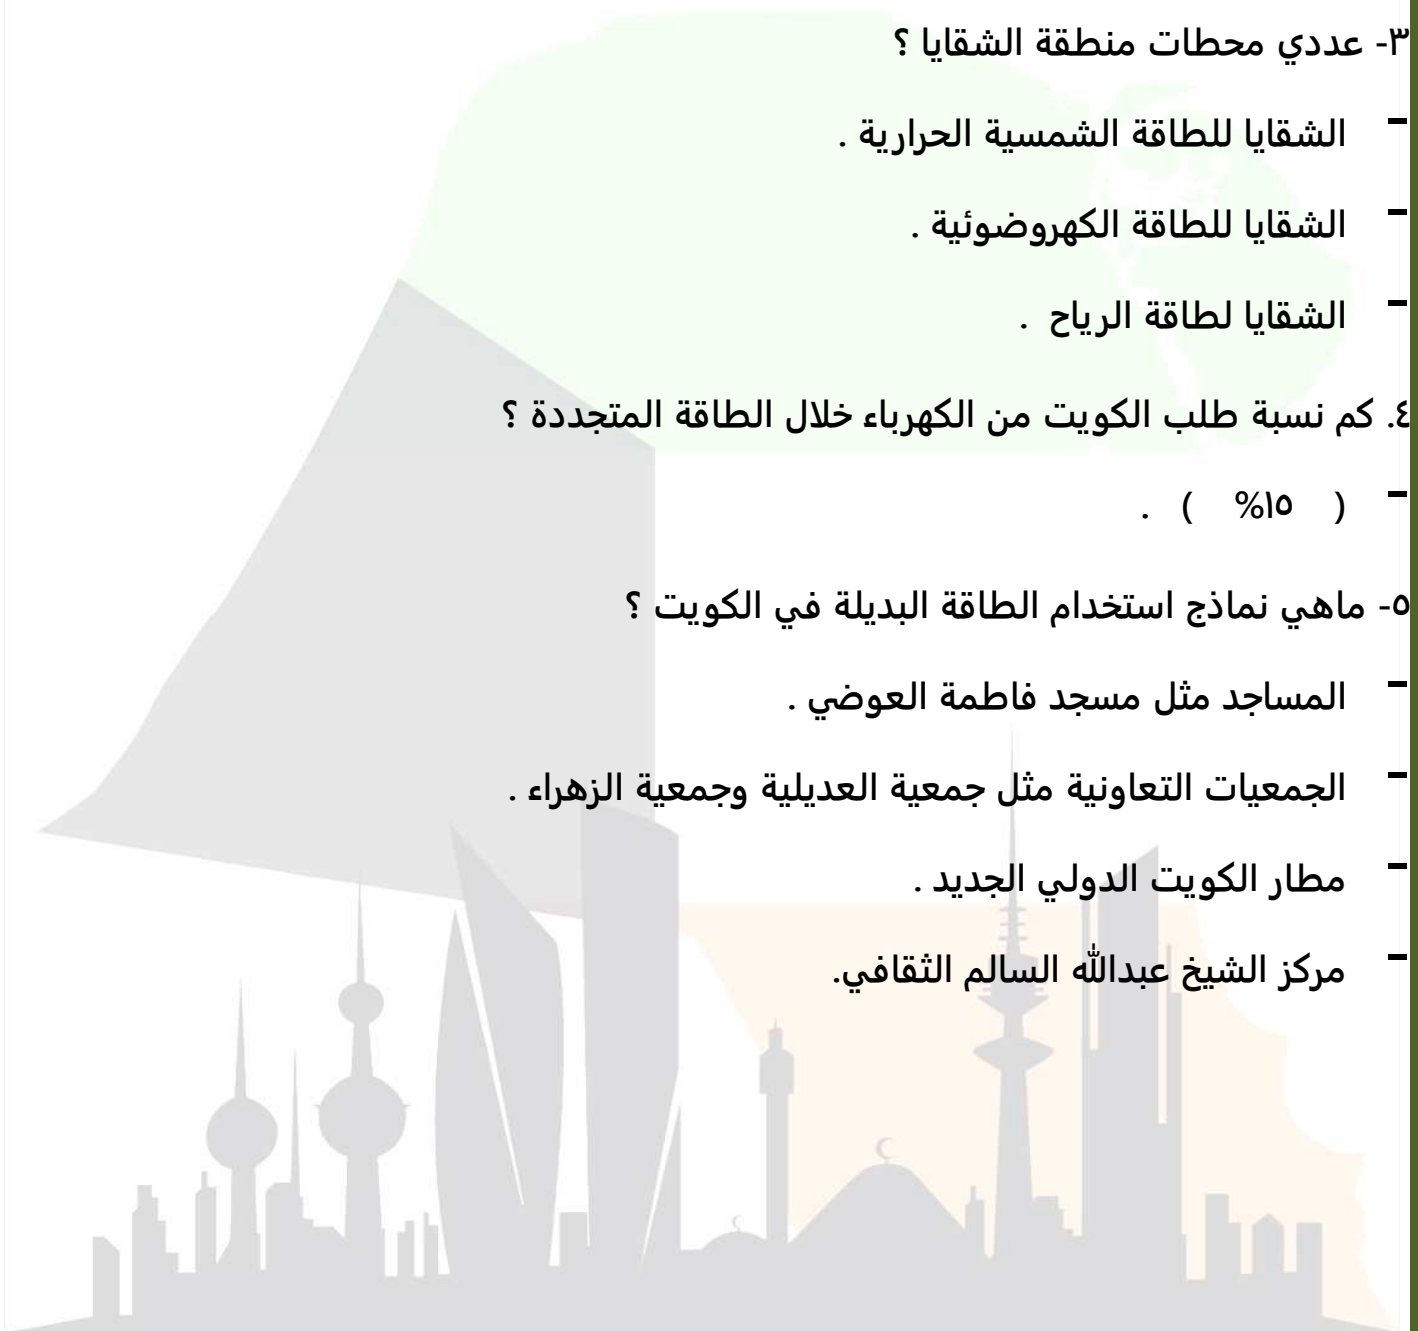 ٣- عددي محطات منطقة الشقايا ؟
- الشقايا للطاقة الشمسية الحرارية .
- الشقايا للطاقة الكهروضوئية .
- الشقايا لطاقة الرياح .
٤. كم نسبة طلب الكويت من الكهرباء خلال الطاقة المتجددة ؟
- ( ١٥% ) .
٥- ماهي نماذج استخدام الطاقة البديلة في الكويت ؟
- المساجد مثل مسجد فاطمة العوضي .
- الجمعيات التعاونية مثل جمعية العديلية وجمعية الزهراء .
- مطار الكويت الدولي الجديد .
- مركز الشيخ عبدالله السالم الثقافي.